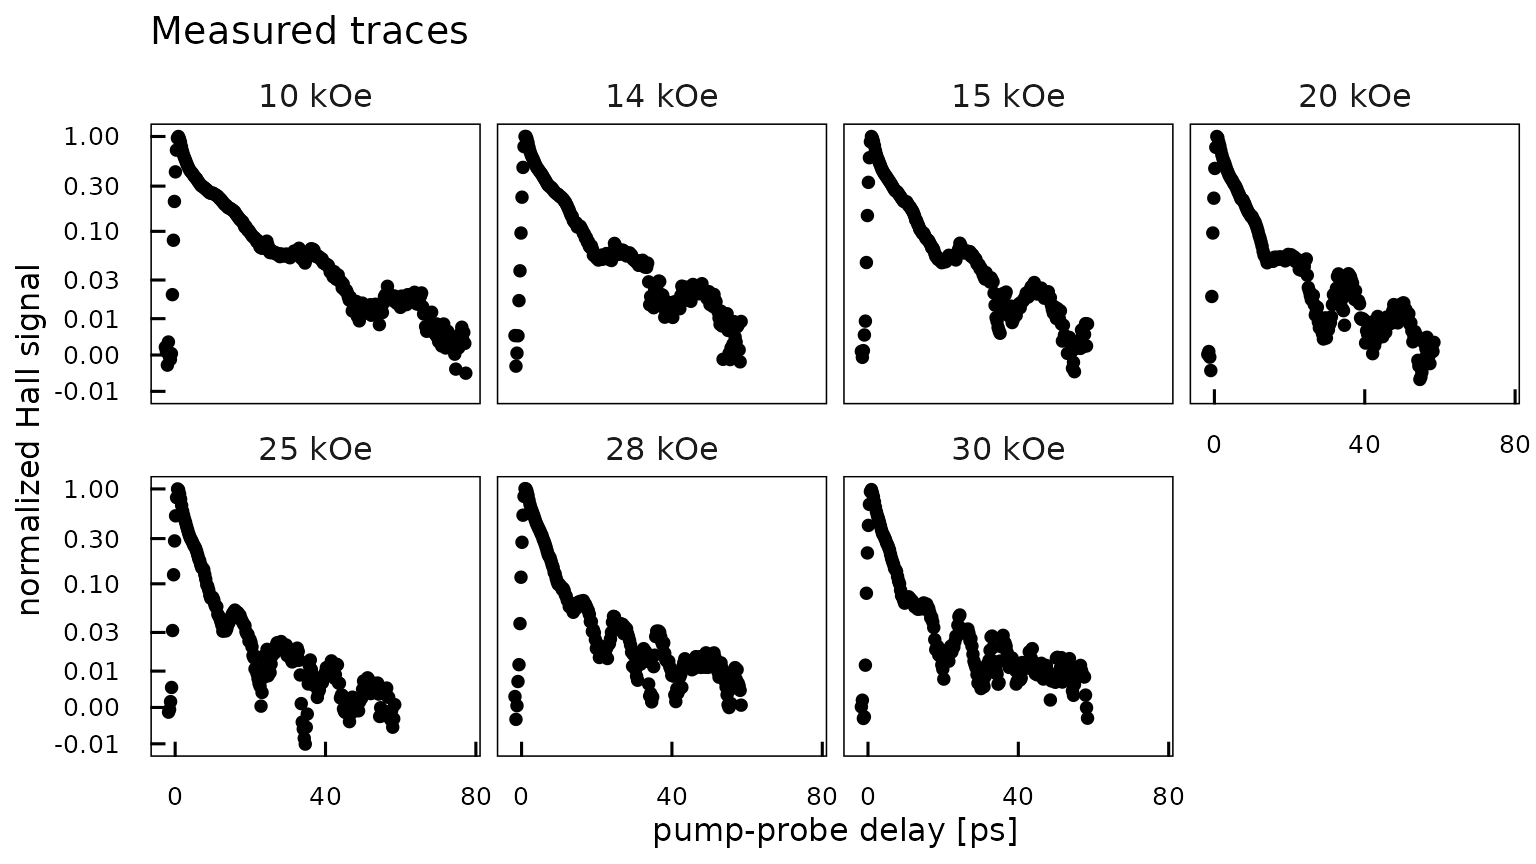 Measured traces
10 kOe 14 kOe 15 kOe 20 kOe
1.00
0.30
0.10
0.03
0.01
0.00
-0.01
0 40 80
25 kOe 28 kOe 30 kOe
1.00
0.30
0.10
0.03
0.01
0.00
-0.01
0 40 80 0 40 80 0 40 80
normalized Hall signal
pump-probe delay [ps]